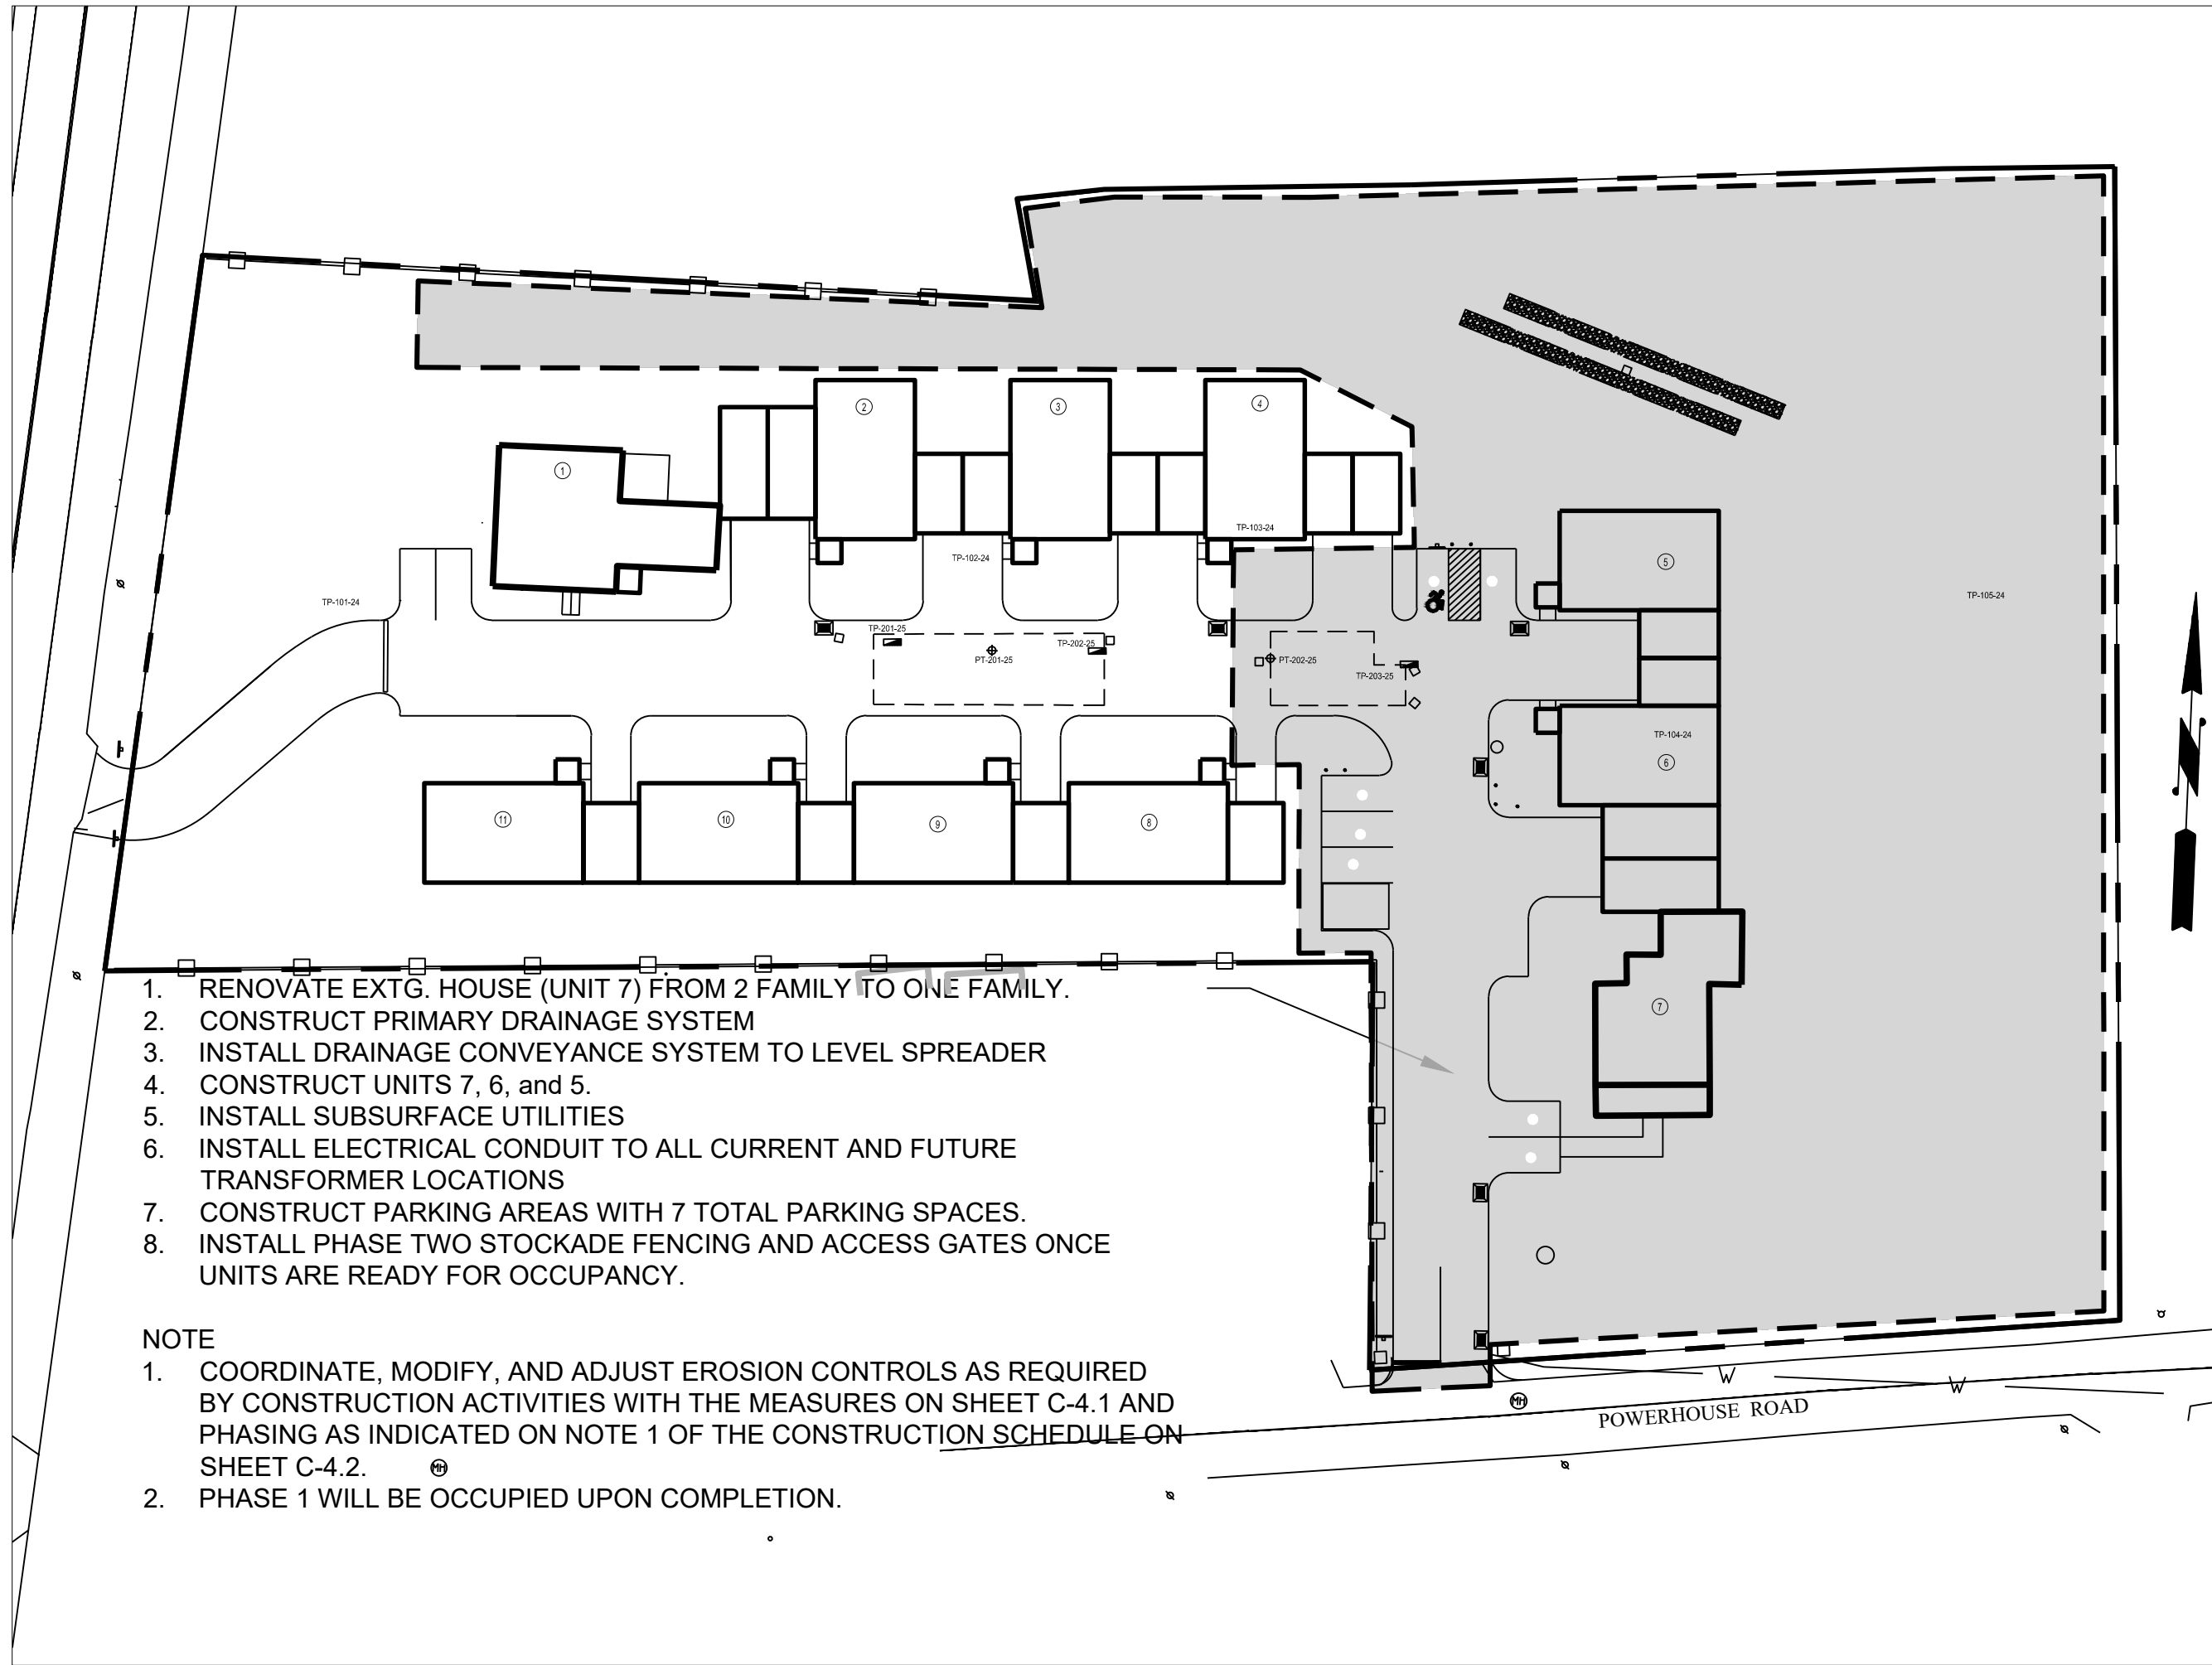 2
3
4
1
5
TP-103-24
TP-102-24
TP-101-24
TP-105-24
TP-201-25
TP-202-25
PT-201-25
PT-202-25
TP-203-25
TP-104-24
6
11
10
9
8
7
1. RENOVATE EXTG. HOUSE (UNIT 7) FROM 2 FAMILY TO ONE FAMILY.
2. CONSTRUCT PRIMARY DRAINAGE SYSTEM
3. INSTALL DRAINAGE CONVEYANCE SYSTEM TO LEVEL SPREADER
4. CONSTRUCT UNITS 7, 6, and 5.
5. INSTALL SUBSURFACE UTILITIES
6. INSTALL ELECTRICAL CONDUIT TO ALL CURRENT AND FUTURE
TRANSFORMER LOCATIONS
7. CONSTRUCT PARKING AREAS WITH 7 TOTAL PARKING SPACES.
8. INSTALL PHASE TWO STOCKADE FENCING AND ACCESS GATES ONCE
UNITS ARE READY FOR OCCUPANCY.
NOTE
1. COORDINATE, MODIFY, AND ADJUST EROSION CONTROLS AS REQUIRED
BY CONSTRUCTION ACTIVITIES WITH THE MEASURES ON SHEET C-4.1 AND
PHASING AS INDICATED ON NOTE 1 OF THE CONSTRUCTION SCHEDULE ON
SHEET C-4.2.
2. PHASE 1 WILL BE OCCUPIED UPON COMPLETION.
MH
MH
W
W
POWERHOUSE ROAD